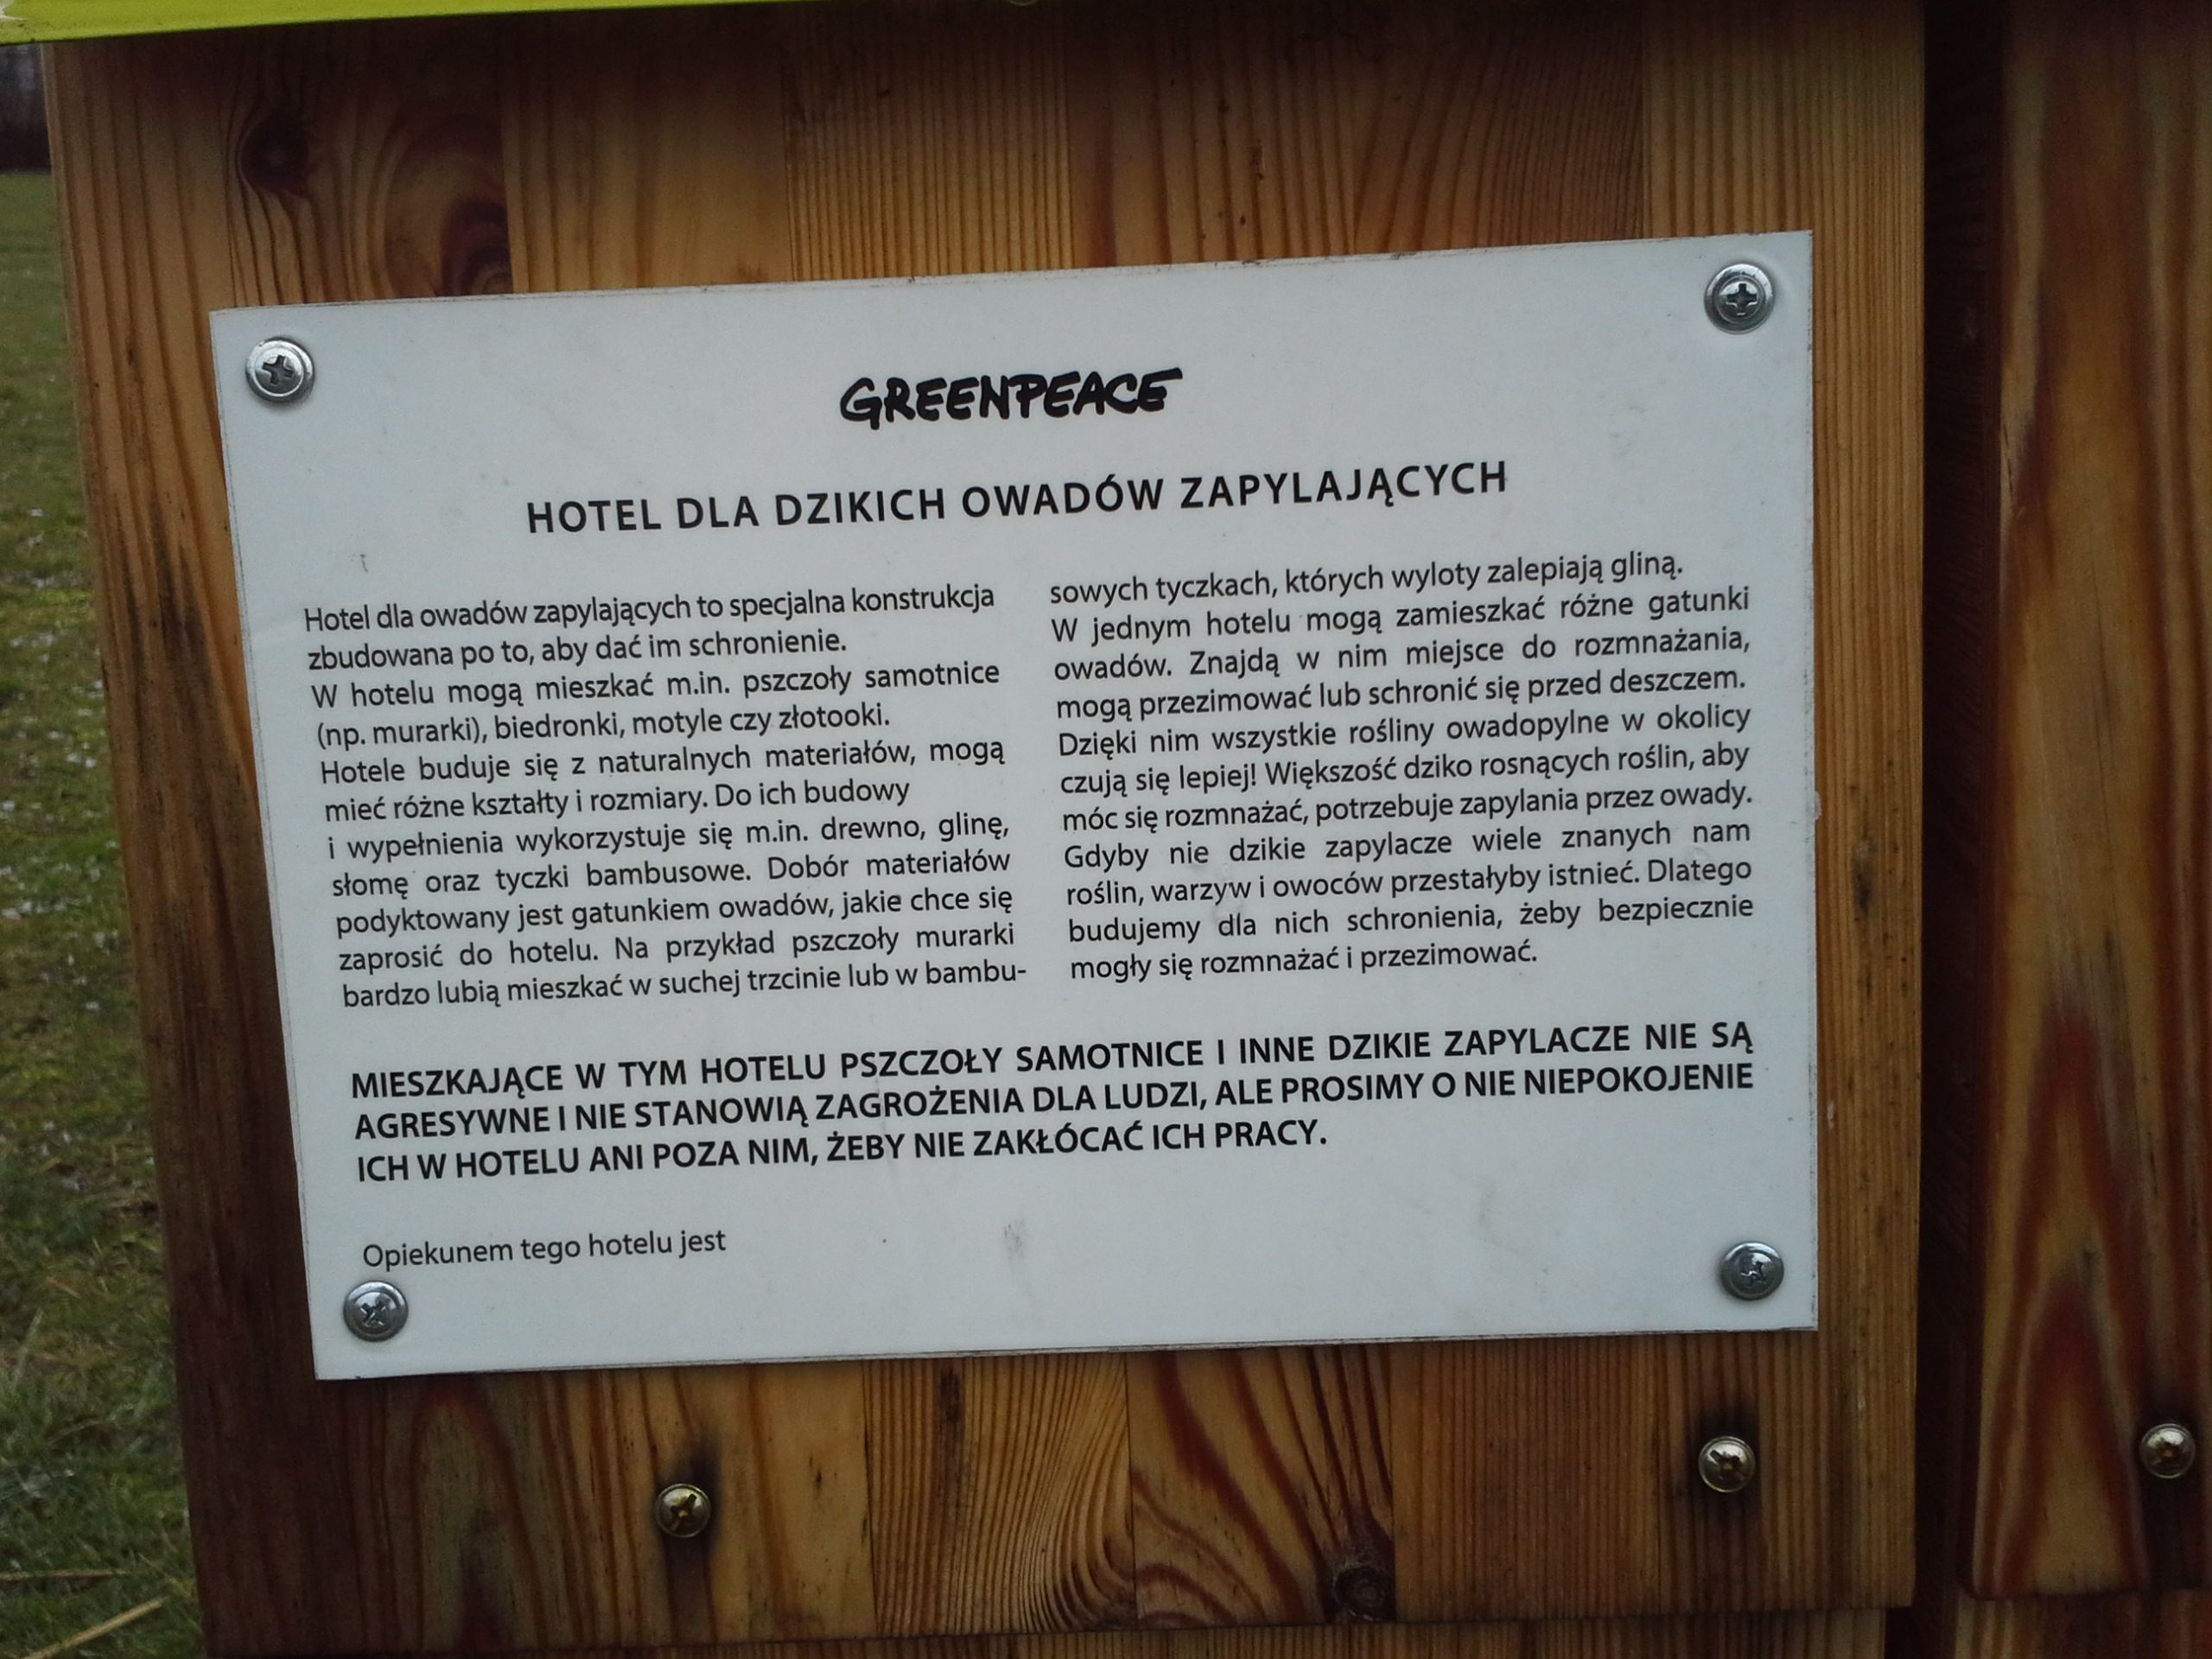 GREENPEACE
HOTEL DLA DZIKICH OWADÓW ZAPYLAJĄCYCH
Hotel dla owadów zapylających to specjalna konstrukcja
zbudowana po to, aby dać im schronienie.
W hotelu mogą mieszkać m.in. pszczoły samotnice
(np. murarki), biedronki, motyle czy złotooki.
Hotele buduje się z naturalnych materiałów, mogą
mieć różne kształty i rozmiary. Do ich budowy
i wypełnienia wykorzystuje się m.in. drewno, glinę,
słomę oraz tyczki bambusowe. Dobór materiałów
podyktowany jest gatunkiem owadów, jakie chce się
zaprosić do hotelu. Na przykład pszczoły murarki
bardzo lubią mieszkać w suchej trzcinie lub w bambu-
sowych tyczkach, których wyloty zalepiają gliną.
W jednym hotelu mogą zamieszkać różne gatunki
owadów. Znajdą w nim miejsce do rozmnażania,
mogą przezimować lub schronić się przed deszczem.
Dzięki nim wszystkie rośliny owadopylne w okolicy
czują się lepiej! Większość dziko rosnących roślin, aby
móc się rozmnażać, potrzebuje zapylania przez owady.
Gdyby nie dzikie zapylacze wiele znanych nam
roślin, warzyw i owoców przestałyby istnieć. Dlatego
budujemy dla nich schronienia, żeby bezpiecznie
mogły się rozmnażać i przezimować.
MIESZKAJĄCE W TYM HOTELU PSZCZOŁY SAMOTNICE I INNE DZIKIE ZAPYLACZE NIE SĄ
AGRESYWNE I NIE STANOWIĄ ZAGROŻENIA DLA LUDZI, ALE PROSIMY O NIE NIEPOKOJENIE
ICH W HOTELU ANI POZA NIM, ŻEBY NIE ZAKŁÓCAĆ ICH PRACY.
Opiekunem tego hotelu jest